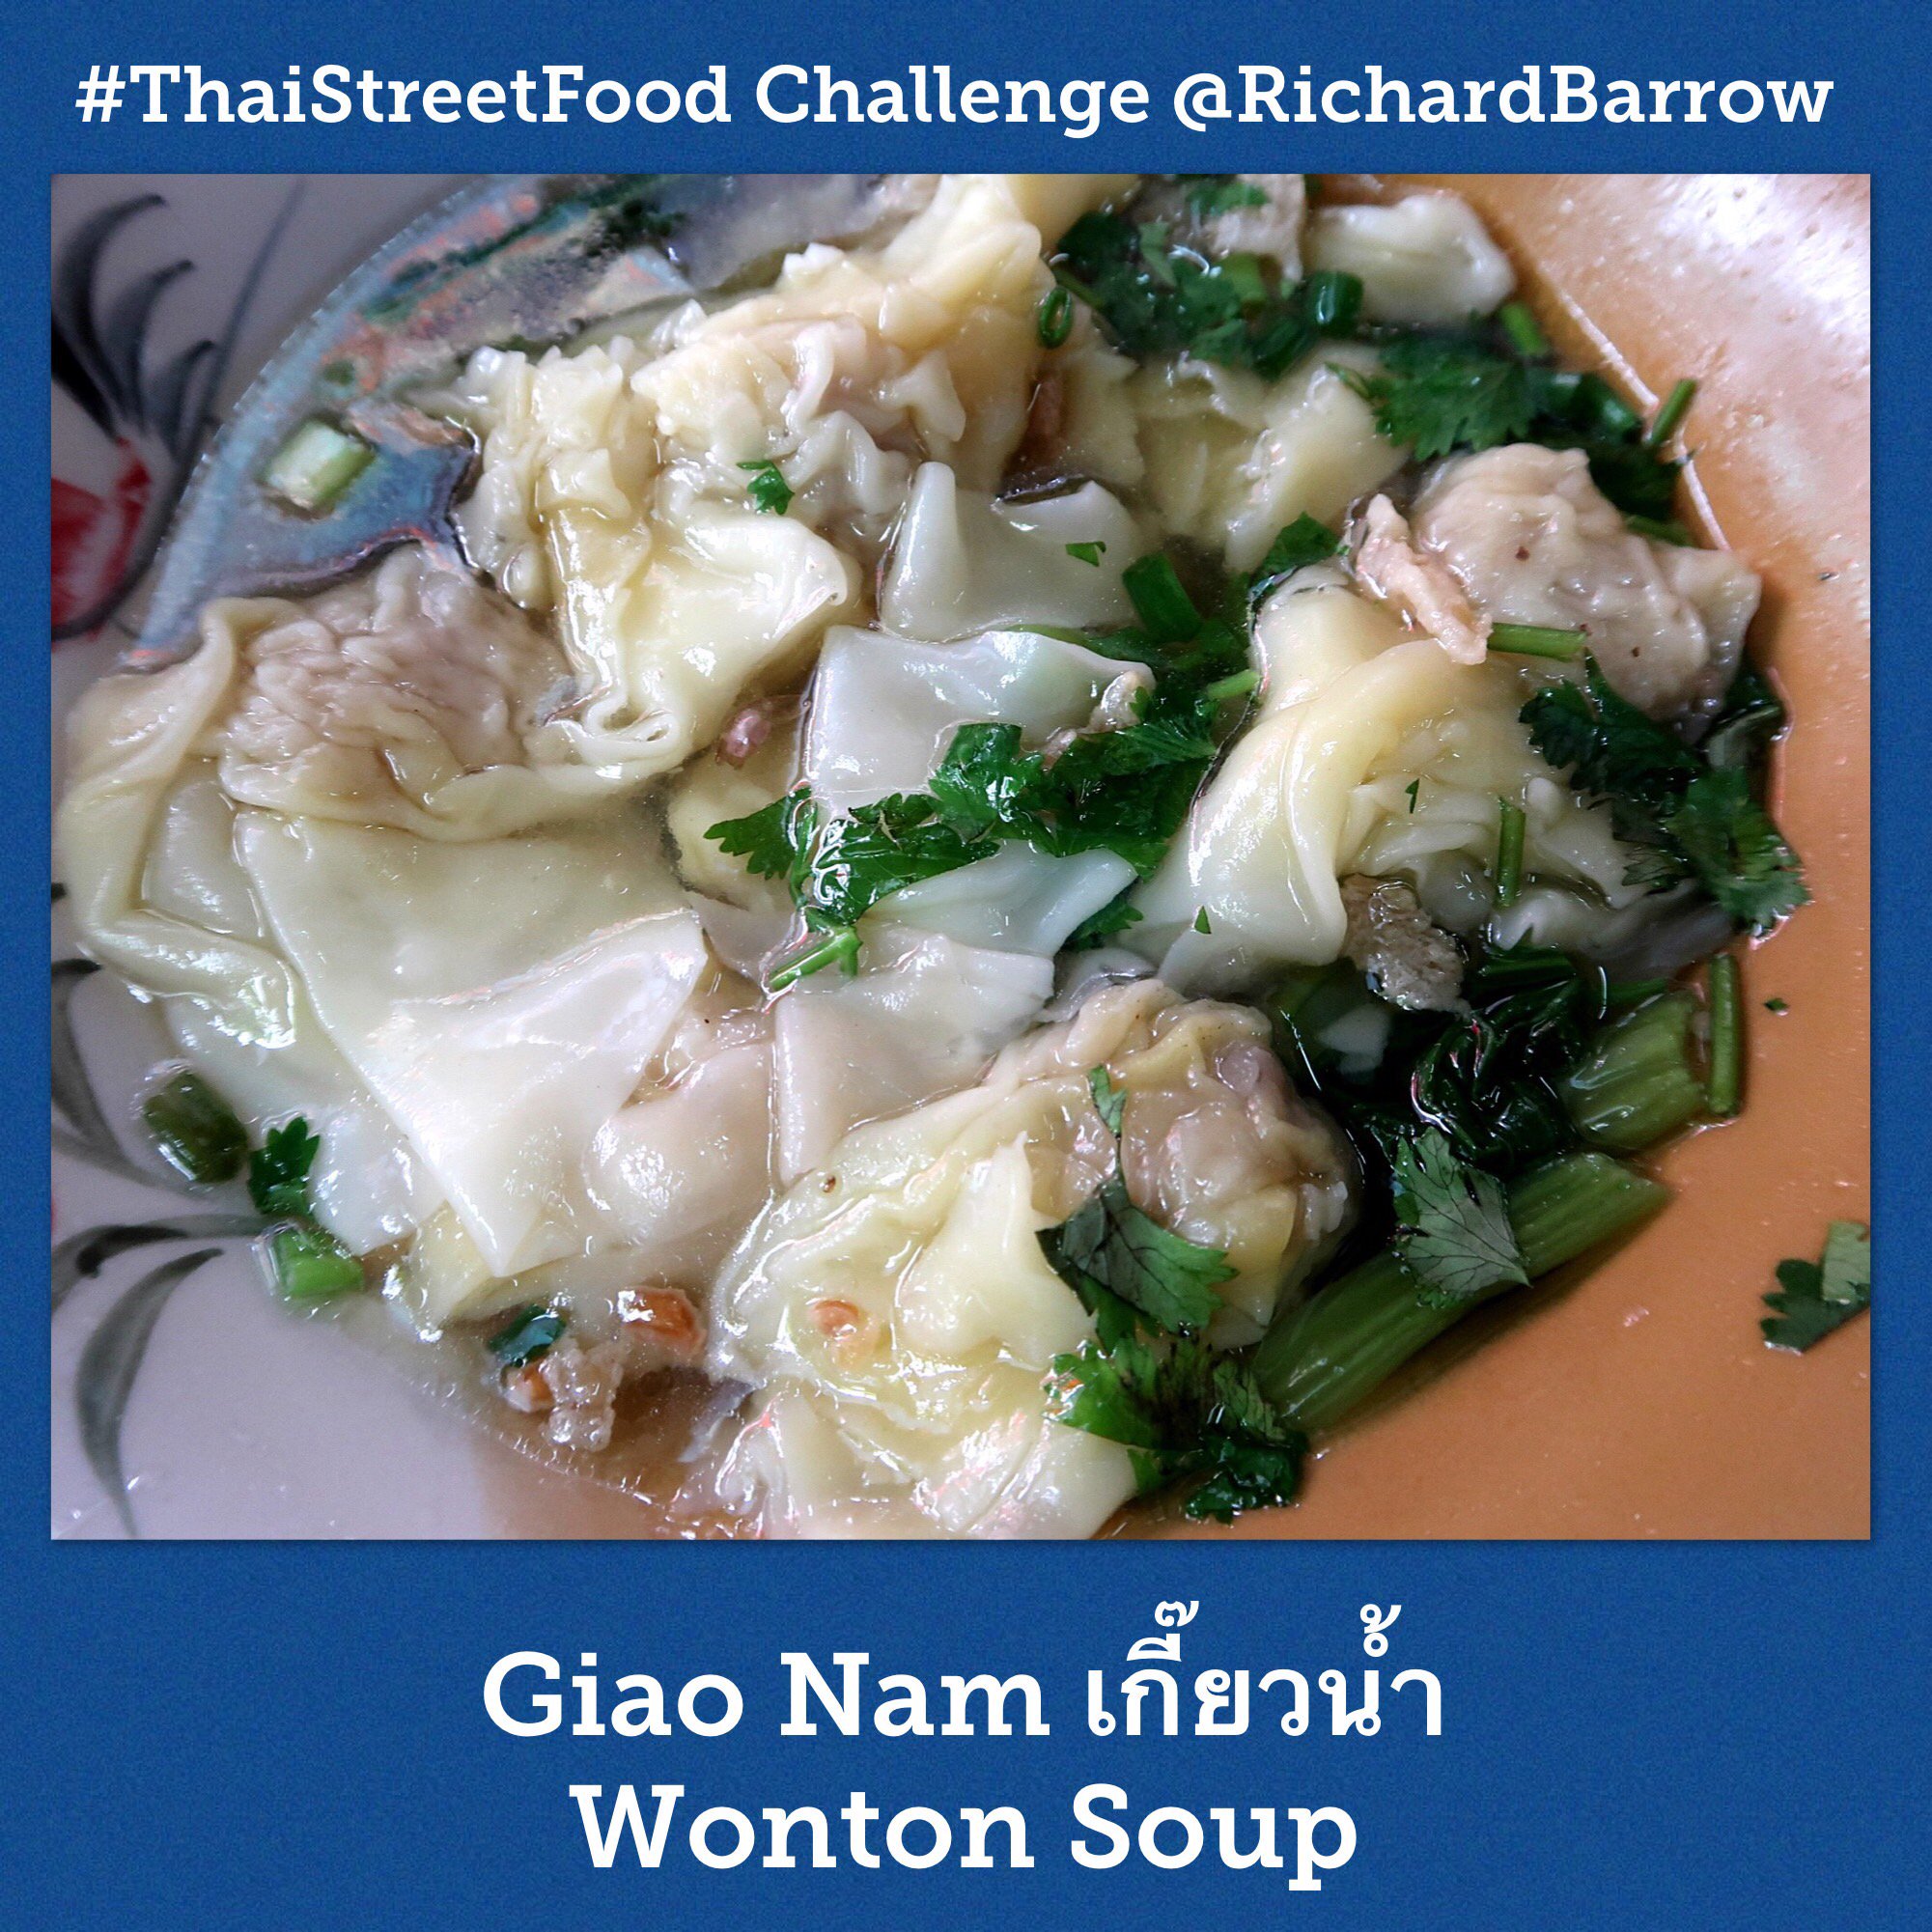 #ThaiStreetFood Challenge @RichardBarrow
Giao Nam เกี๊ยวน้ำ
Wonton Soup